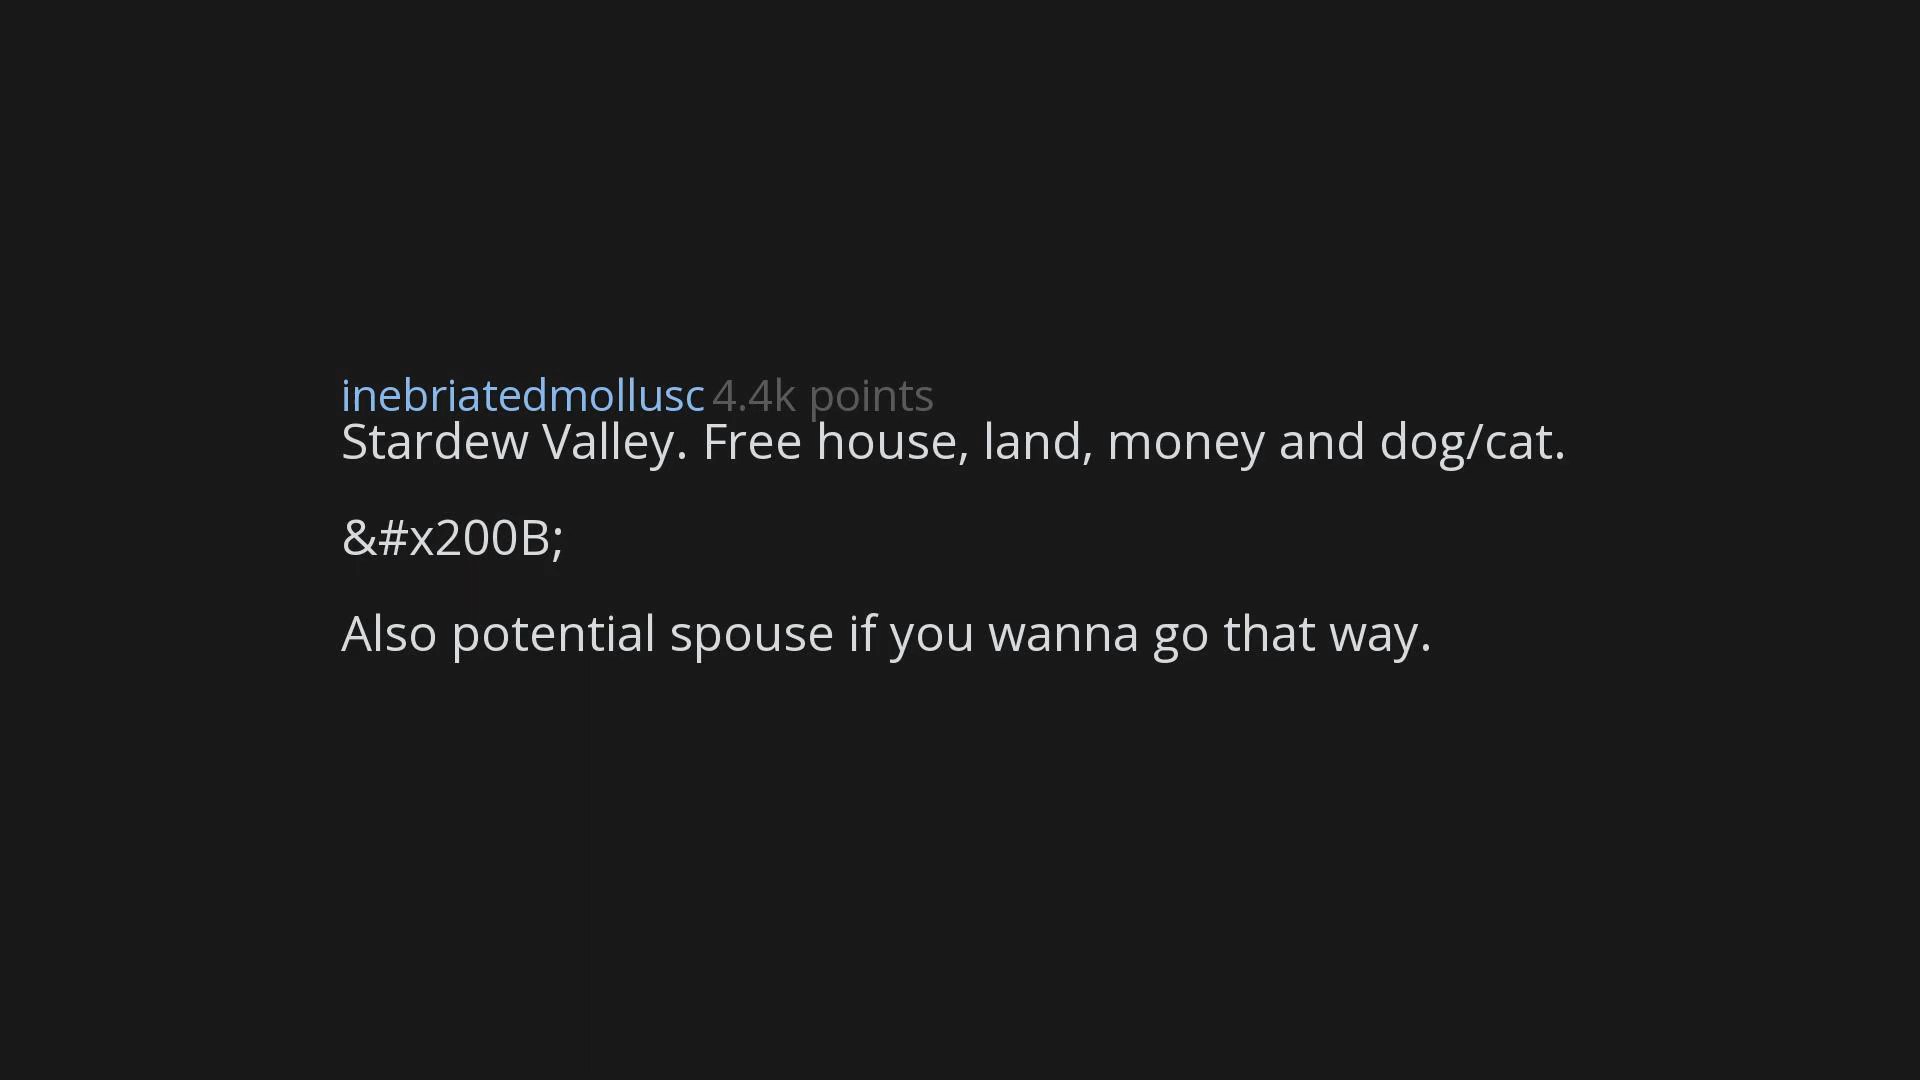 inebriatedmollusc 4.4k points
Stardew Valley. Free house, land, money and dog/cat.
&#x200B;
Also potential spouse if you wanna go that way.